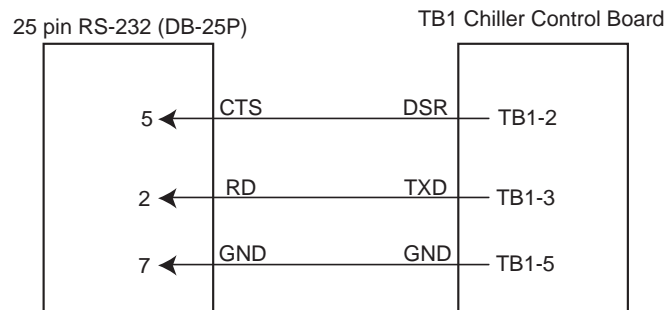 25 pin RS-232 (DB-25P)
TB1 Chiller Control Board
5 CTS DSR TB1-2
2 RD TXD TB1-3
7 GND GND TB1-5